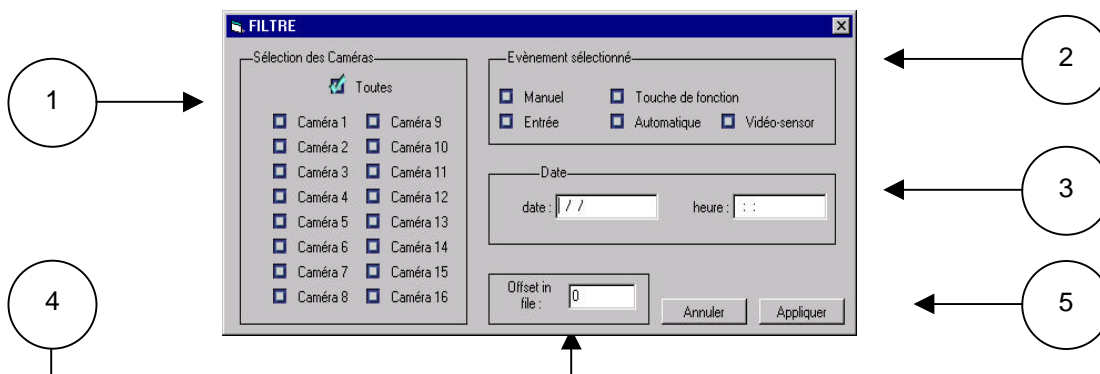 FILTRE
Sélection des Caméras
Toutes
Caméra 1 Caméra 9
Caméra 2 Caméra 10
Caméra 3 Caméra 11
Caméra 4 Caméra 12
Caméra 5 Caméra 13
Caméra 6 Caméra 14
Caméra 7 Caméra 15
Caméra 8 Caméra 16
Evènement sélectionné
Manuel Touche de fonction
Entrée Automatique Vidéo-sensor
Date
date : / / heure : : :
Offset in
file : 0
Annuler Appliquer
1
2
3
4
5